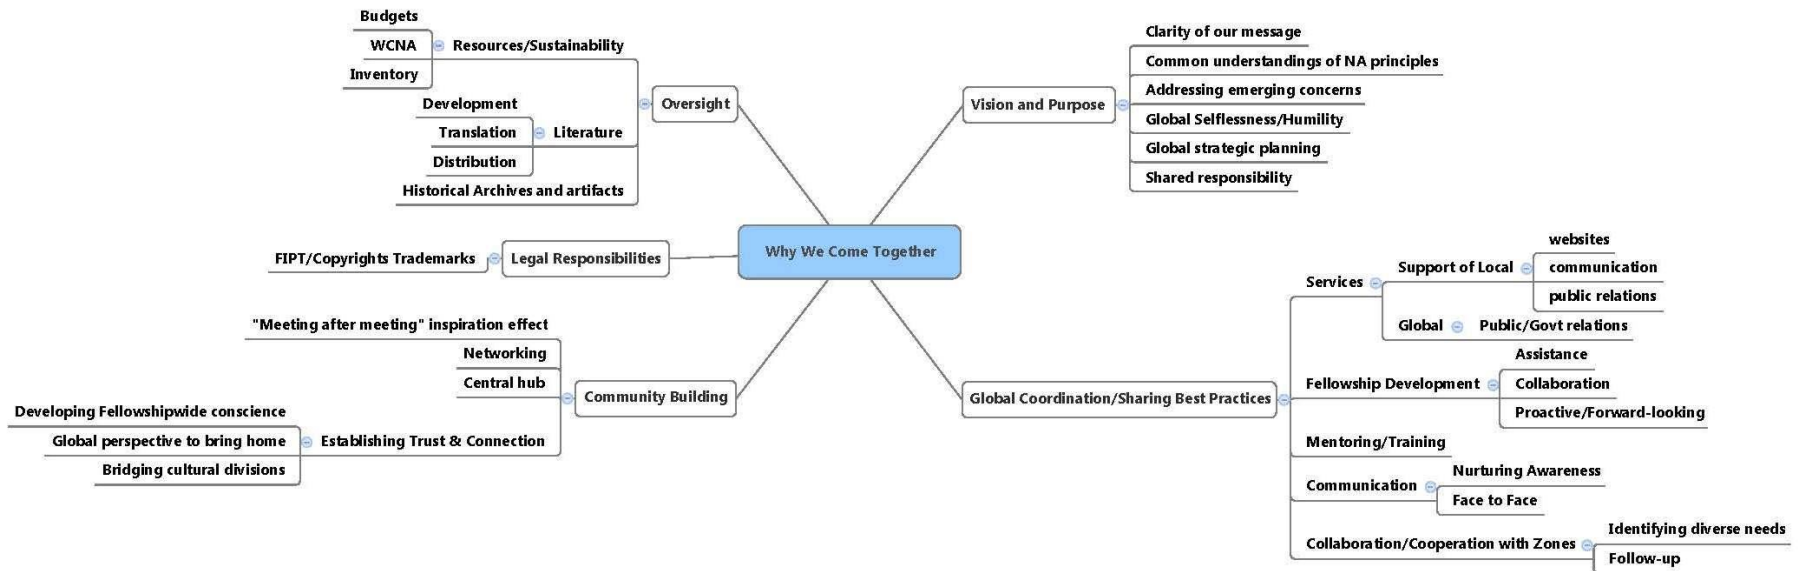 Why We Come Together
Oversight
Resources/Sustainability
Budgets
WCNA
Inventory
Literature
Development
Translation
Distribution
Historical Archives and artifacts
Legal Responsibilities
FIPT/Copyrights Trademarks
Community Building
"Meeting after meeting" inspiration effect
Networking
Central hub
Establishing Trust & Connection
Developing Fellowshipwide conscience
Global perspective to bring home
Bridging cultural divisions
Vision and Purpose
Clarity of our message
Common understandings of NA principles
Addressing emerging concerns
Global Selflessness/Humility
Global strategic planning
Shared responsibility
Global Coordination/Sharing Best Practices
Services
Support of Local
websites
communication
public relations
Global
Public/Govt relations
Fellowship Development
Assistance
Collaboration
Proactive/Forward-looking
Mentoring/Training
Communication
Nurturing Awareness
Face to Face
Collaboration/Cooperation with Zones
Identifying diverse needs
Follow-up